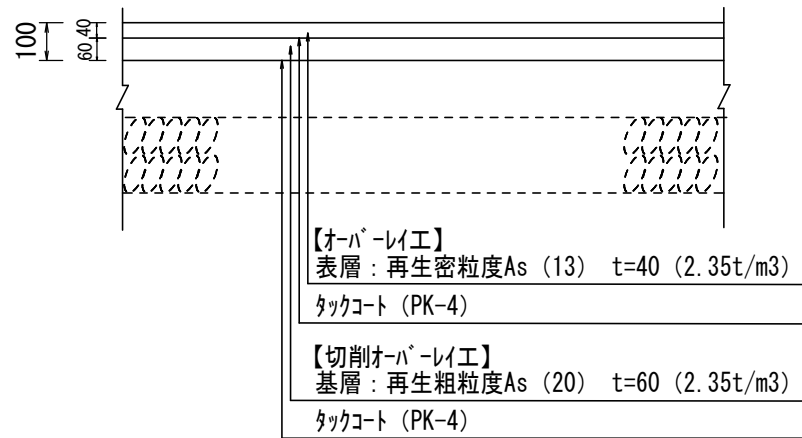 100
40
60
【ｵｰﾊﾞｰﾚｲ工】
表層：再生密粒度As（13） t=40（2.35t/m3）
ﾀｯｸｺｰﾄ（PK-4）
【切削ｵｰﾊﾞｰﾚｲ工】
基層：再生粗粒度As（20） t=60（2.35t/m3）
ﾀｯｸｺｰﾄ（PK-4）